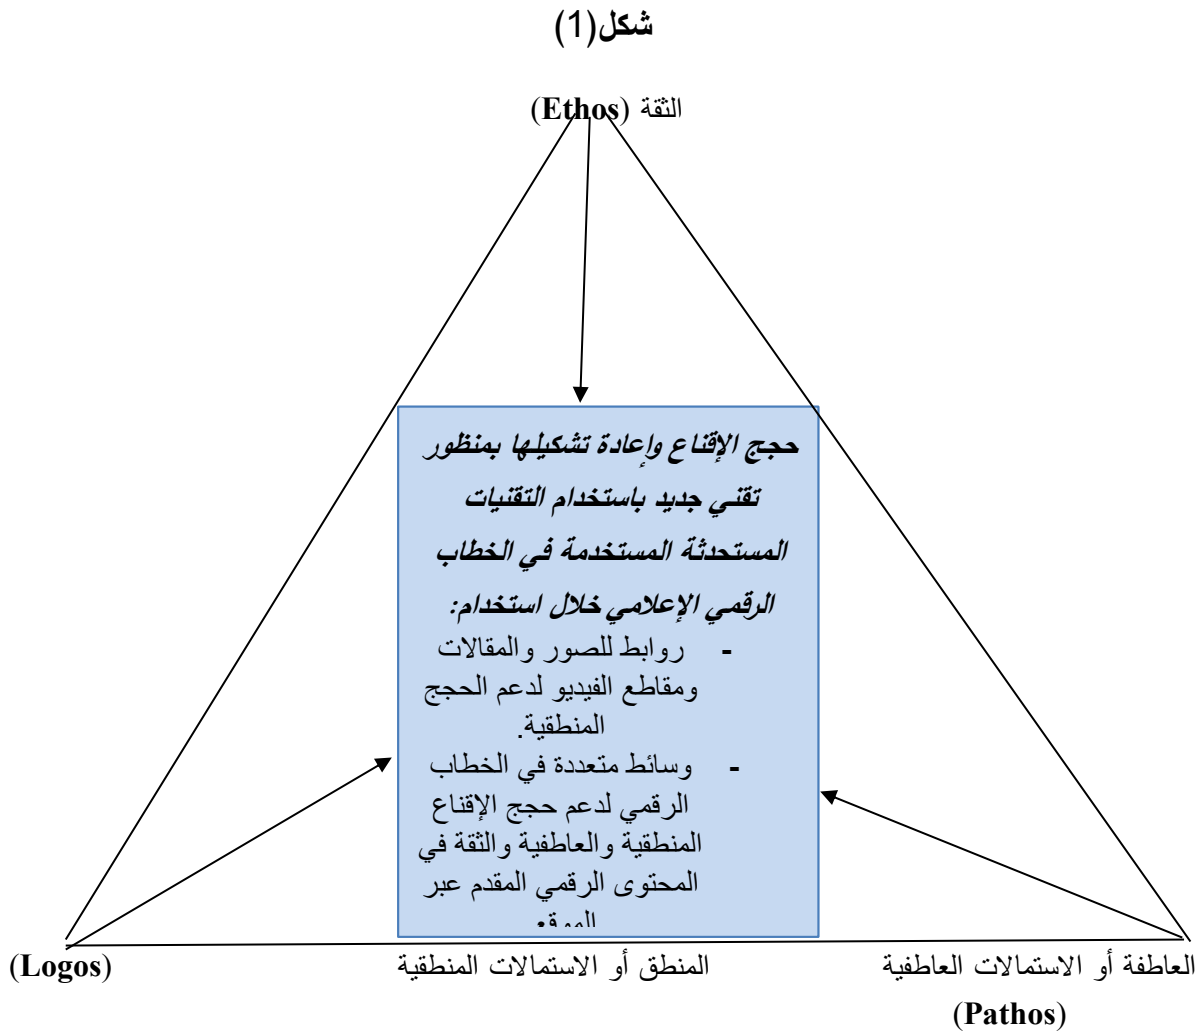 شكل(1)
الثقة (Ethos)
حجج الإقناع وإعادة تشكيلها بمنظور
تقني جديد باستخدام التقنيات
المستحدثة المستخدمة في الخطاب
الرقمي الإعلامي خلال استخدام:
- روابط للصور والمقالات
ومقاطع الفيديو لدعم الحجج
المنطقية.
- وسائط متعددة في الخطاب
الرقمي لدعم حجج الإقناع
المنطقية والعاطفية والثقة في
المحتوى الرقمي المقدم عبر
الموقع
العاطفة أو الاستمالات العاطفية المنطق أو الاستمالات المنطقية (Logos)
(Pathos)